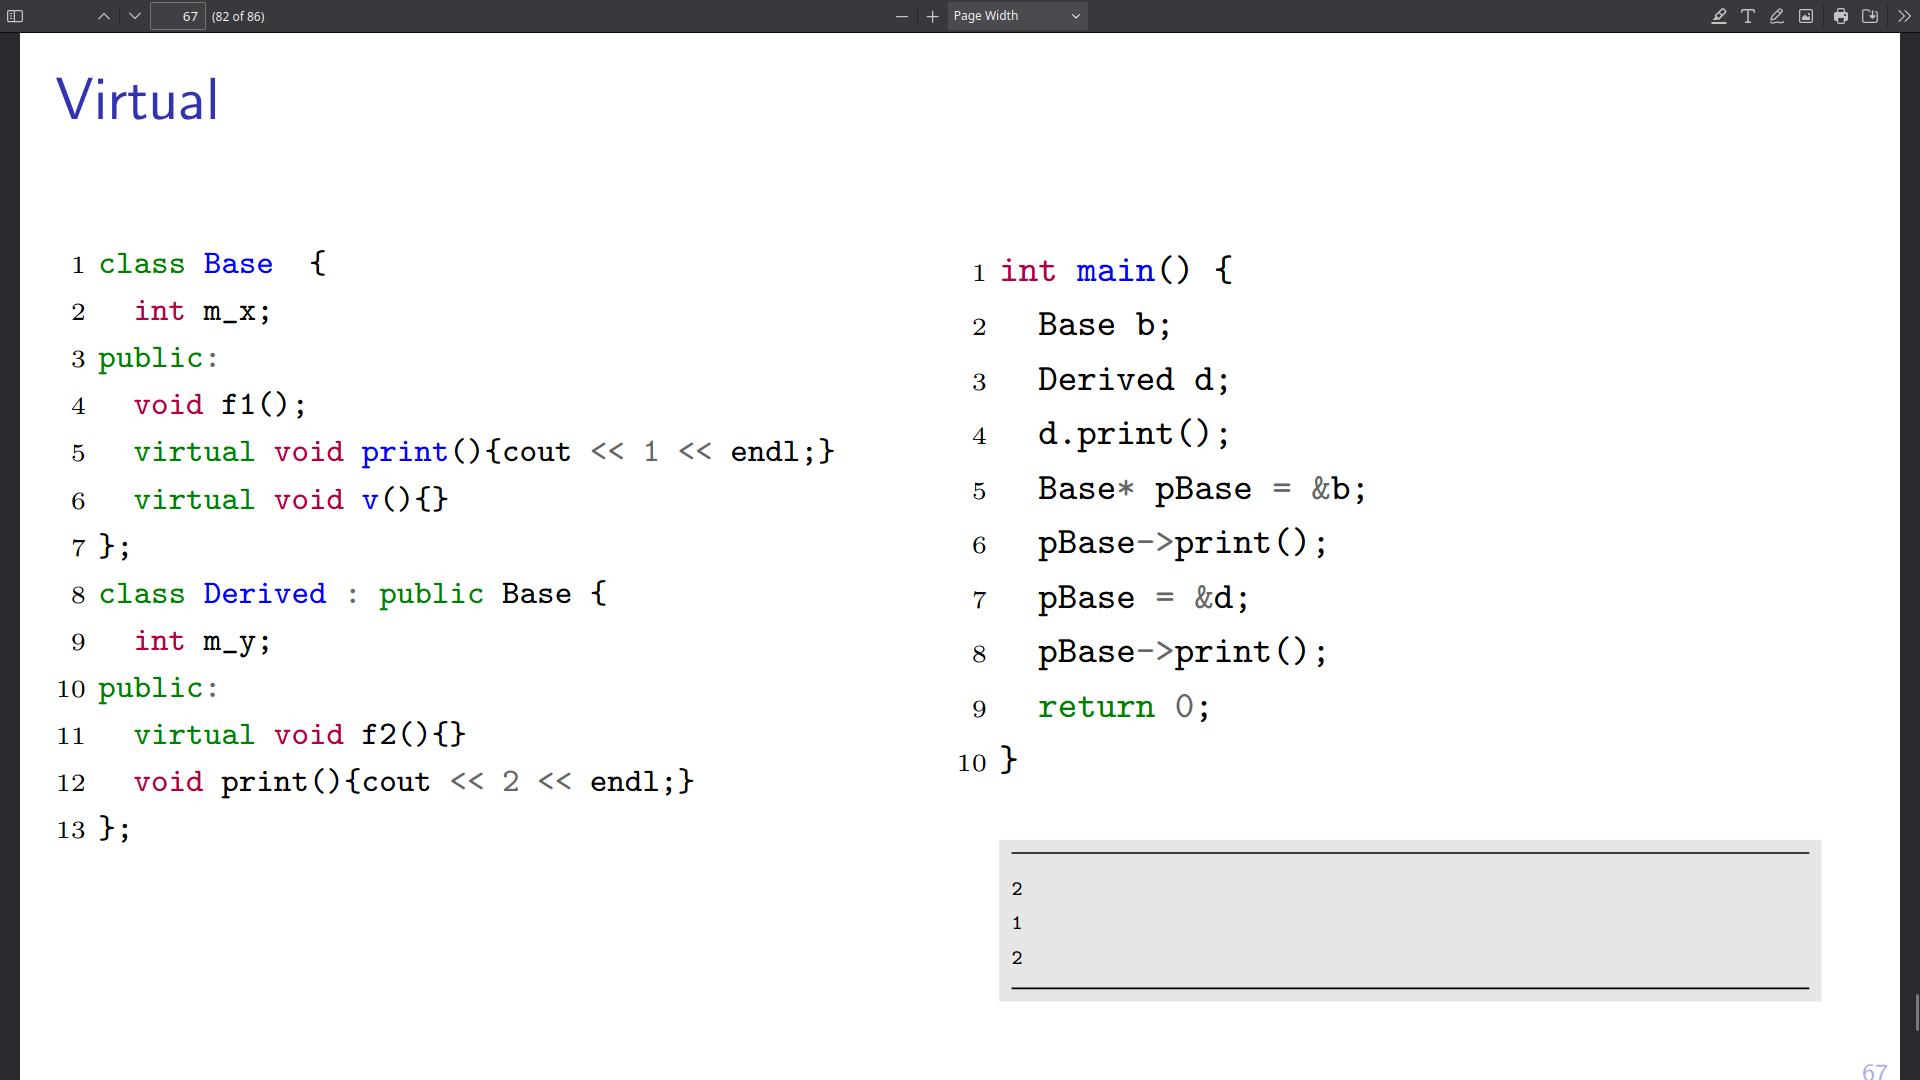 67 (82 of 86) Page Width
Virtual
1 class Base  {
2   int m_x;
3 public:
4   void f1();
5   virtual void print(){cout << 1 << endl;}
6   virtual void v(){}
7 };
8 class Derived : public Base {
9   int m_y;
10 public:
11   virtual void f2(){}
12   void print(){cout << 2 << endl;}
13 };
1 int main() {
2   Base b;
3   Derived d;
4   d.print();
5   Base* pBase = &b;
6   pBase->print();
7   pBase = &d;
8   pBase->print();
9   return 0;
10 }
2
1
2
67